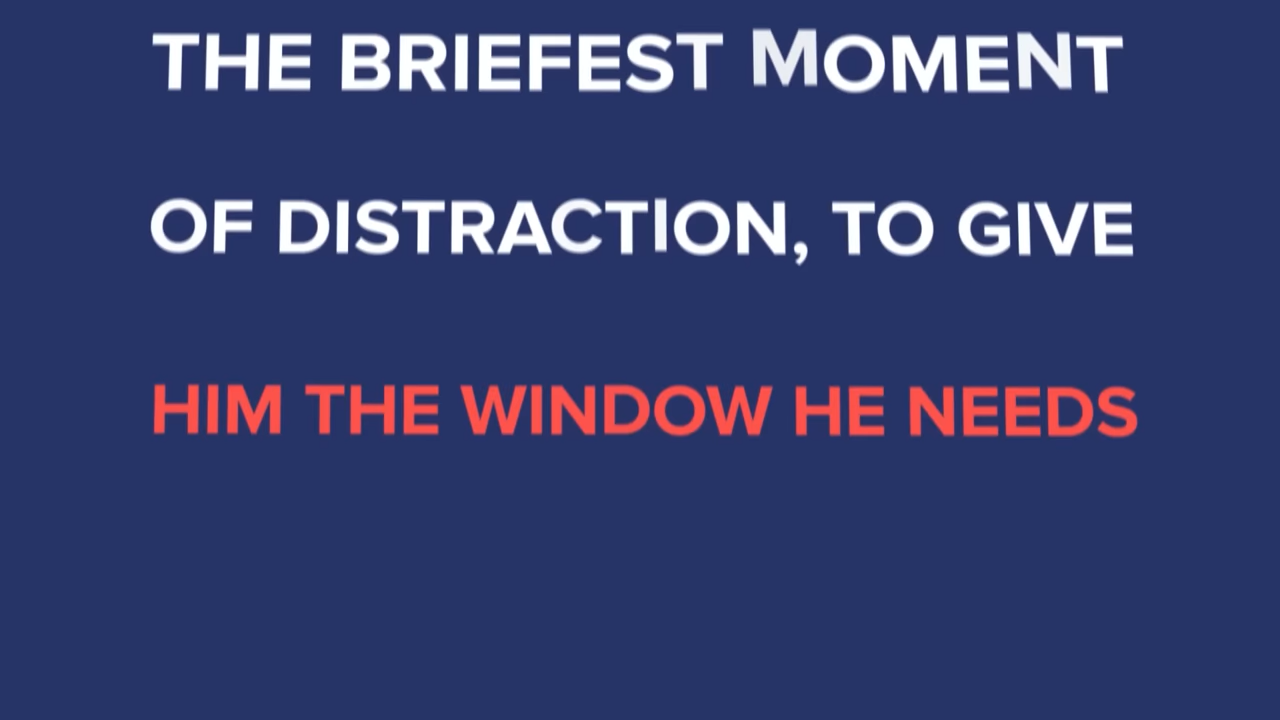 THE BRIEFEST MOMENT
OF DISTRACTION, TO GIVE
HIM THE WINDOW HE NEEDS